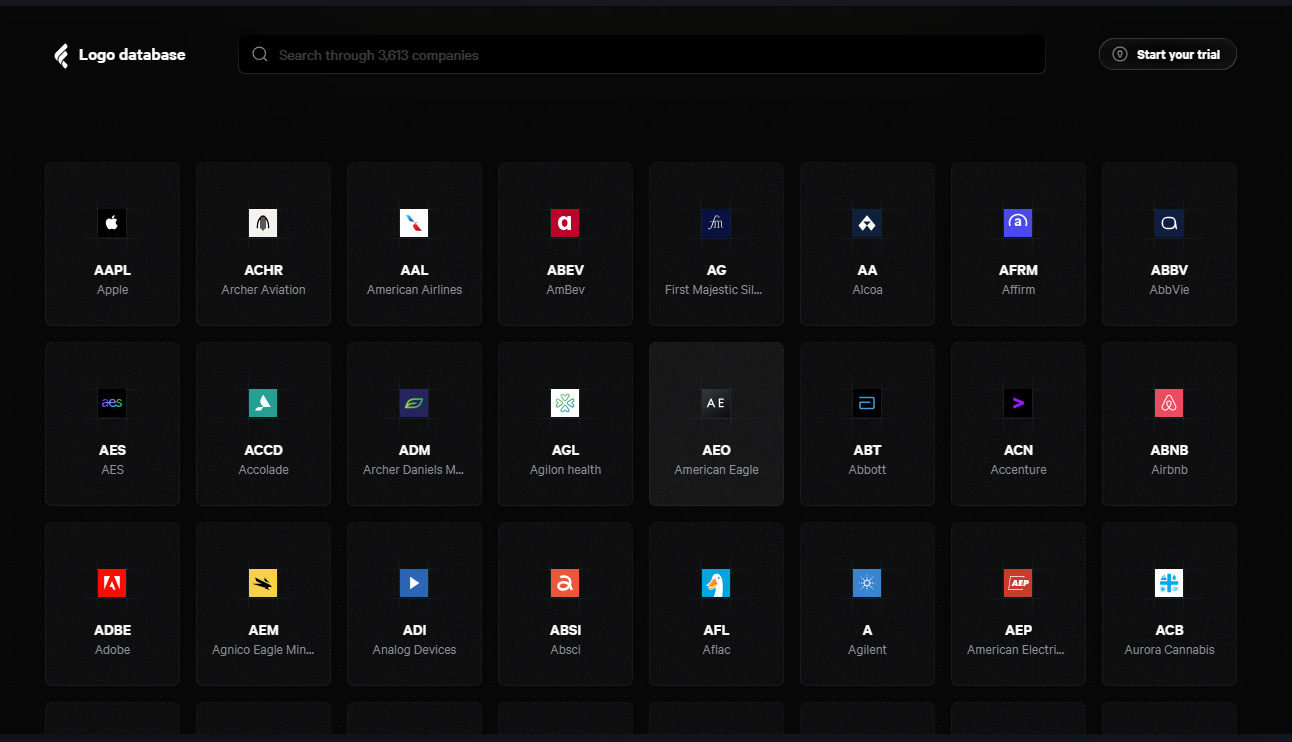 Logo database
Search through 3,613 companies
Start your trial
AAPL
Apple
ACHR
Archer Aviation
AAL
American Airlines
a
ABEV
AmBev
fm
AG
First Majestic Sil...
AA
Alcoa
a
AFRM
Affirm
a
ABBV
AbbVie
aes
AES
AES
ACCD
Accolade
ADM
Archer Daniels M...
AGL
Agilon health
AE
AEO
American Eagle
ABT
Abbott
>
ACN
Accenture
ABNB
Airbnb
ADBE
Adobe
AEM
Agnico Eagle Min...
ADI
Analog Devices
a
ABSI
Absci
AFL
Aflac
A
Agilent
AEP
AEP
American Electri...
ACB
Aurora Cannabis